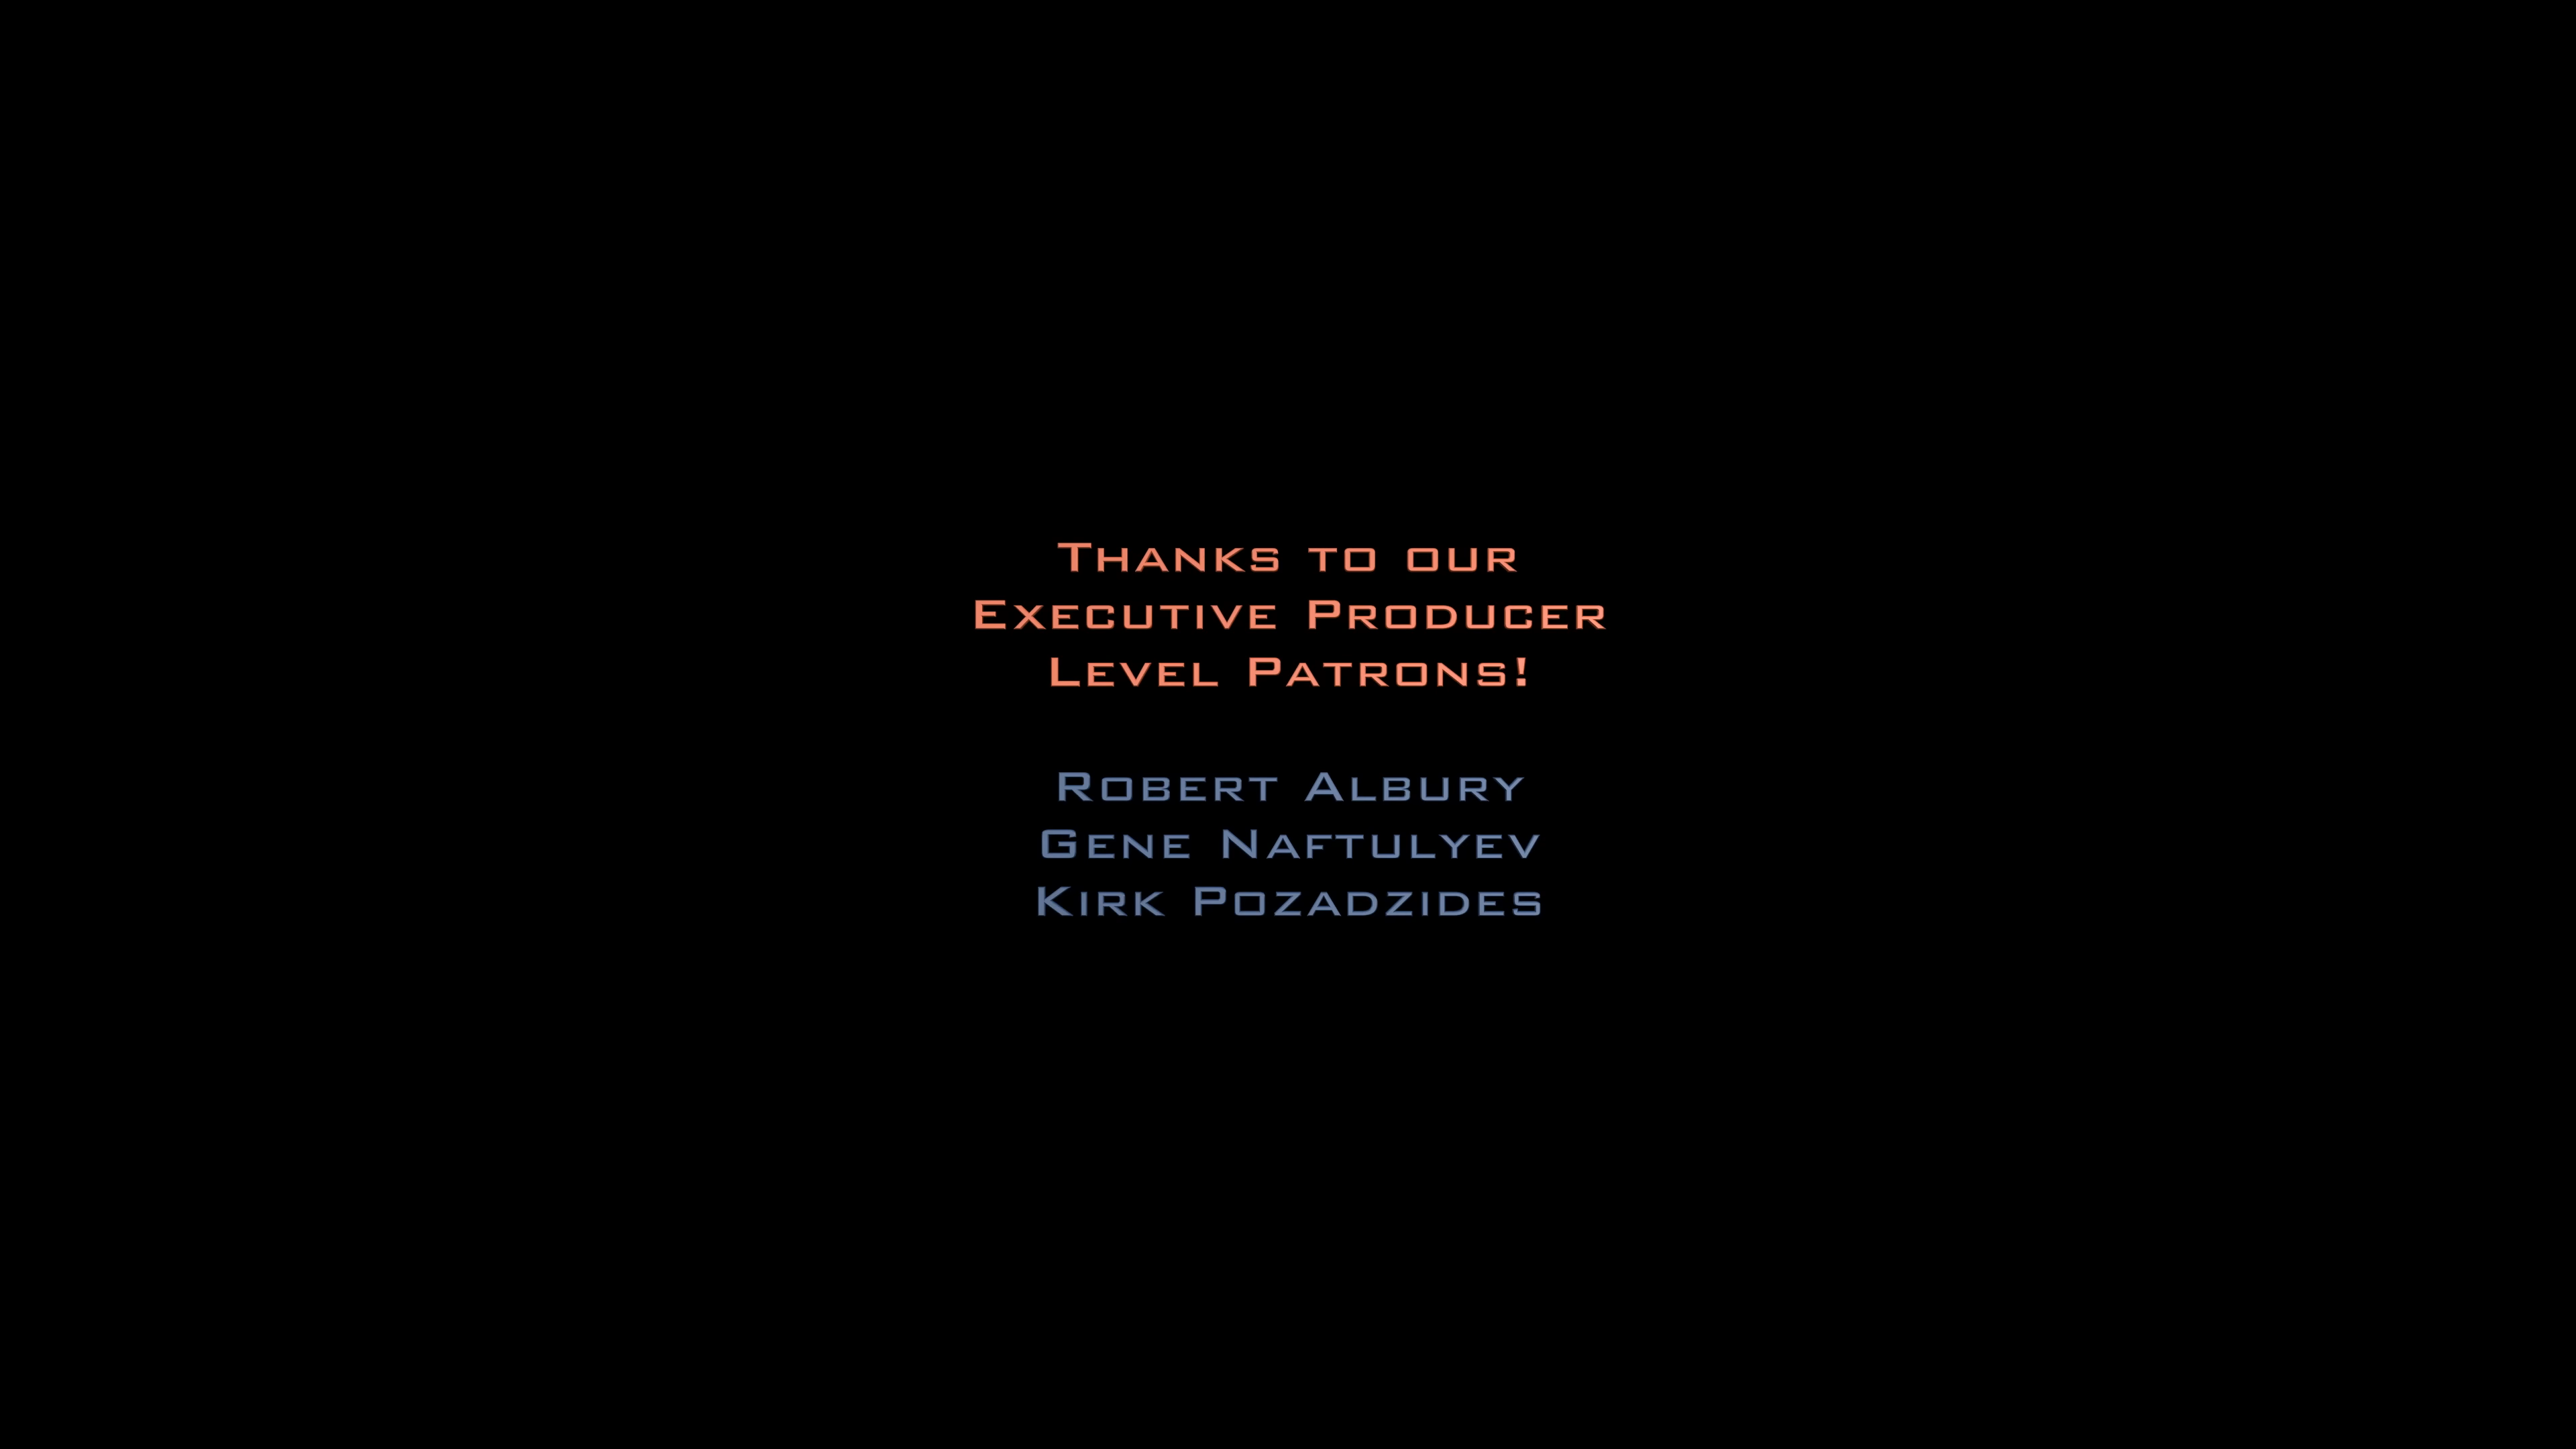 Thanks to our
Executive Producer
Level Patrons!
Robert Albury
Gene Naftulyev
Kirk Pozadzides